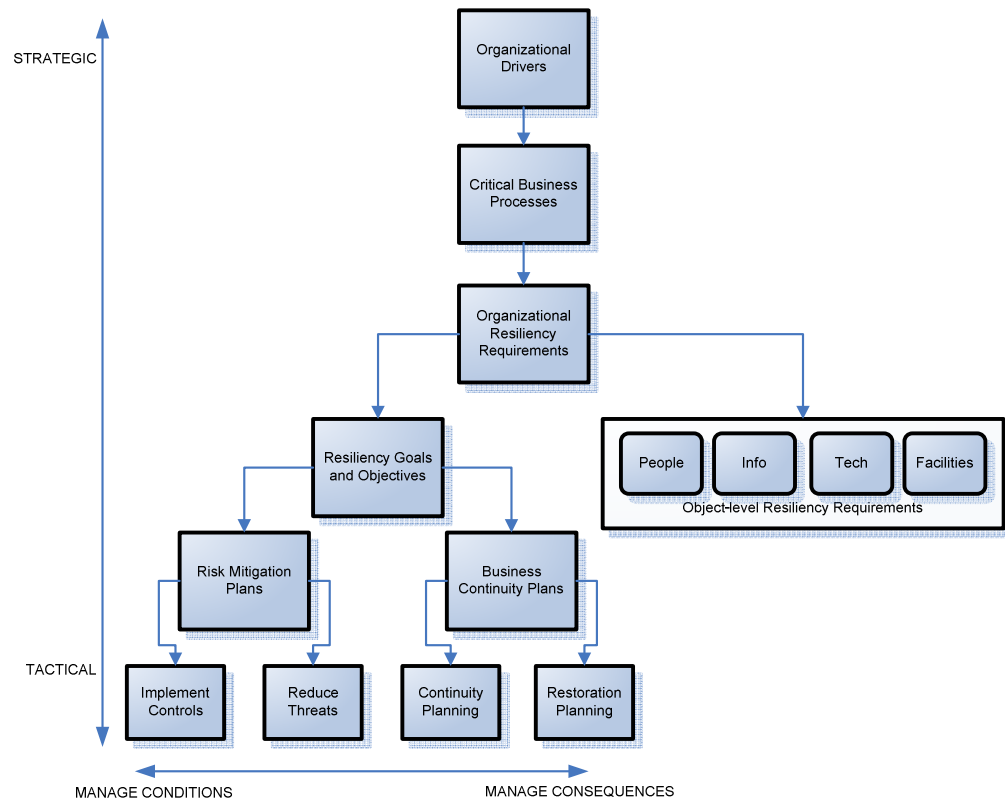 STRATEGIC
Organizational
Drivers
Critical Business
Processes
Organizational
Resiliency
Requirements
Resiliency Goals
and Objectives
People
Info
Tech
Facilities
Object-level Resiliency Requirements
Risk Mitigation
Plans
Business
Continuity Plans
TACTICAL
Implement
Controls
Reduce
Threats
Continuity
Planning
Restoration
Planning
MANAGE CONDITIONS
MANAGE CONSEQUENCES